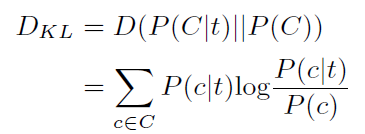 D_{KL} = D(P(C|t)||P(C))
= \sum_{c \in C} P(c|t) \log \frac{P(c|t)}{P(c)}